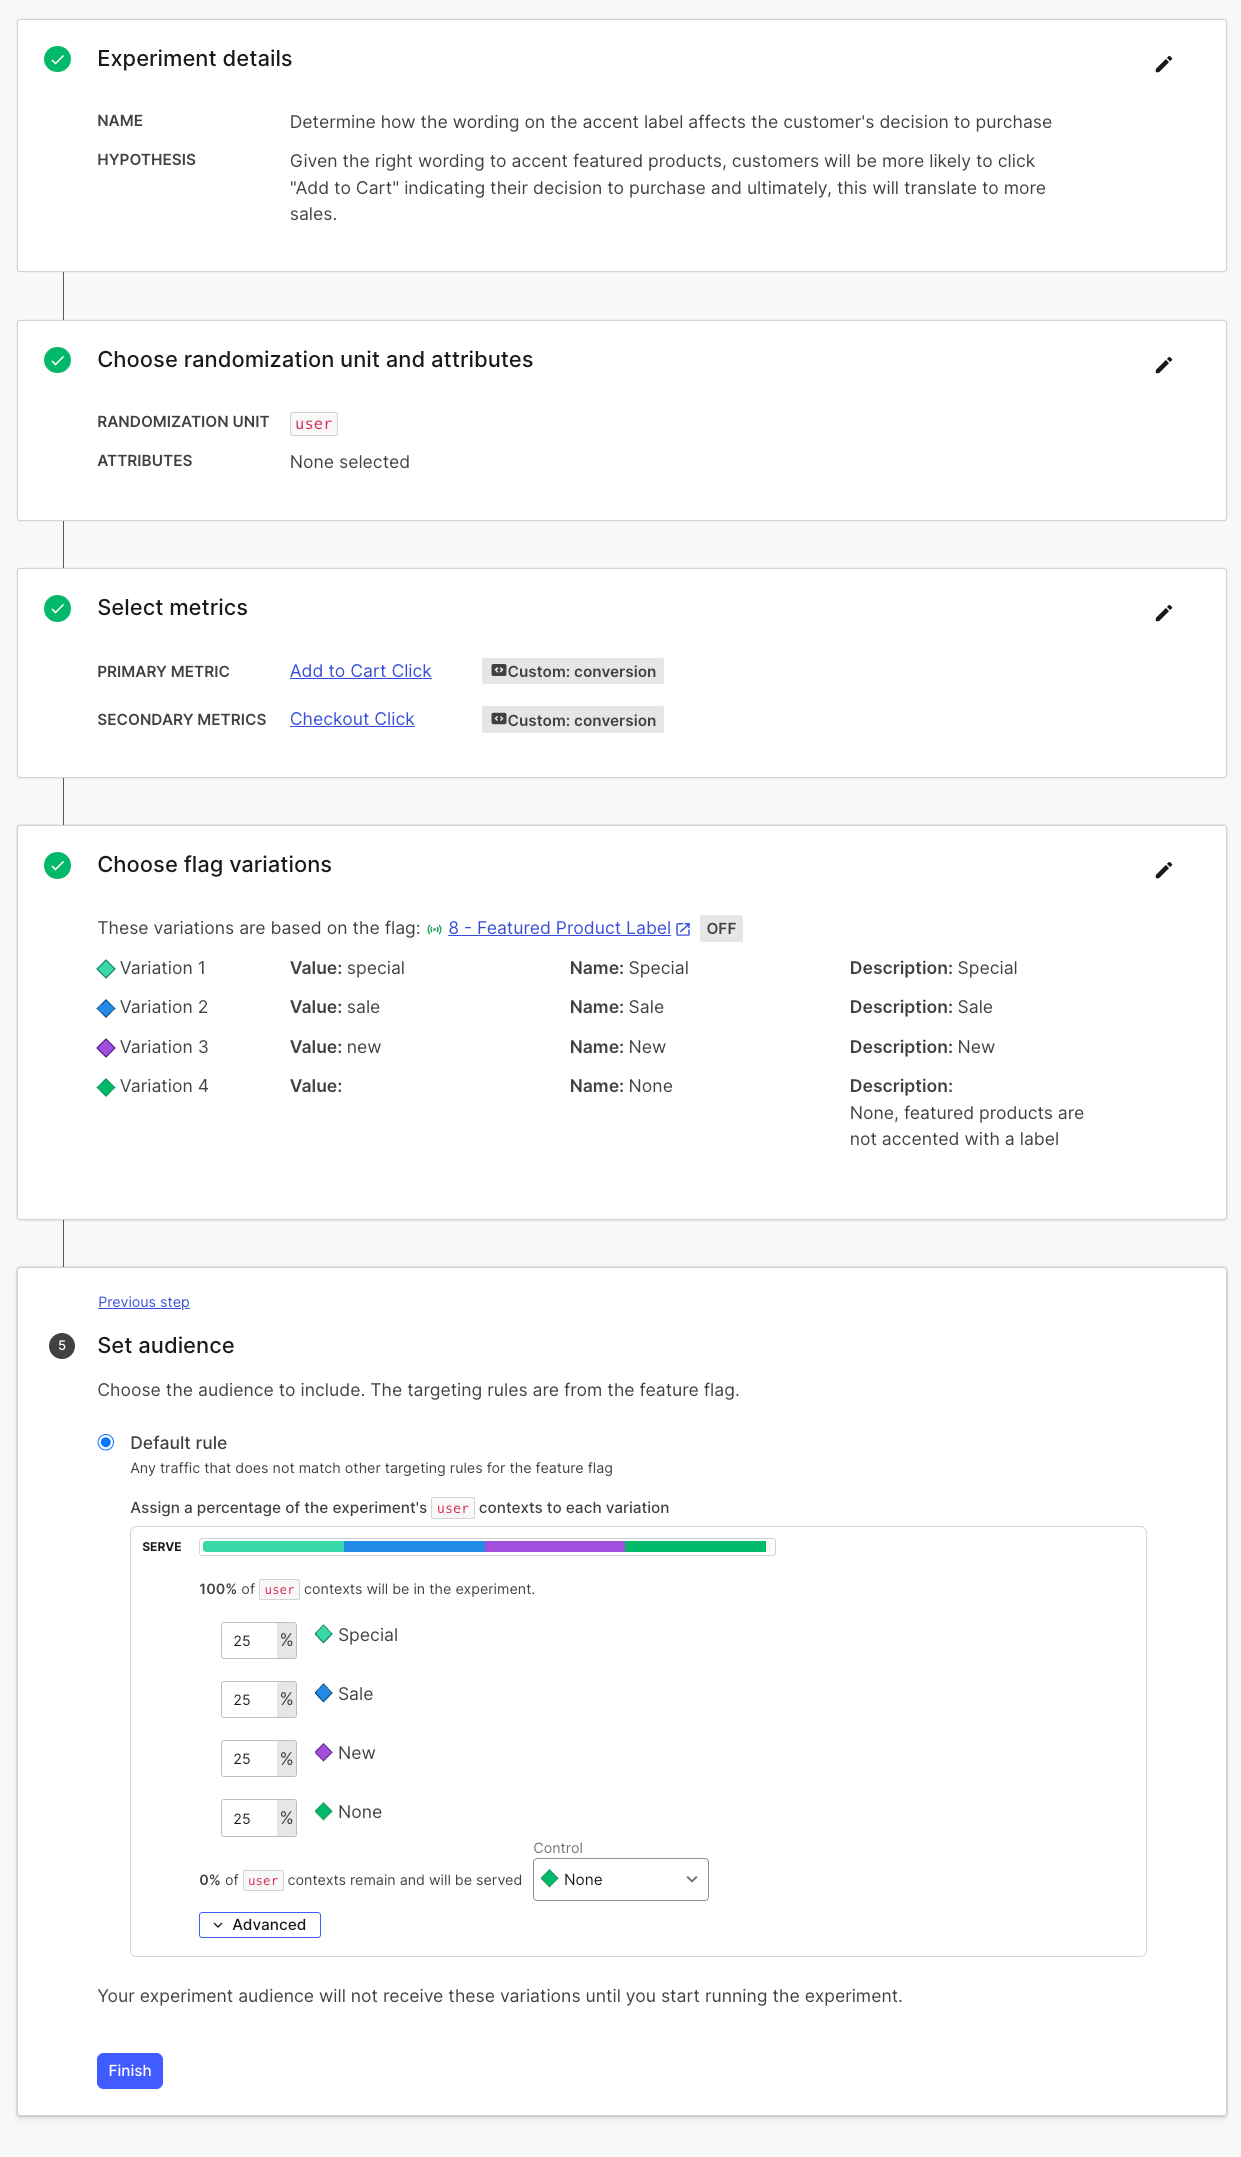 Experiment details
NAME
Determine how the wording on the accent label affects the customer's decision to purchase
HYPOTHESIS
Given the right wording to accent featured products, customers will be more likely to click
"Add to Cart" indicating their decision to purchase and ultimately, this will translate to more
sales.
Choose randomization unit and attributes
RANDOMIZATION UNIT user
ATTRIBUTES None selected
Select metrics
PRIMARY METRIC Add to Cart Click Custom: conversion
SECONDARY METRICS Checkout Click Custom: conversion
Choose flag variations
These variations are based on the flag: 8 - Featured Product Label OFF
Variation 1 Value: special Name: Special Description: Special
Variation 2 Value: sale Name: Sale Description: Sale
Variation 3 Value: new Name: New Description: New
Variation 4 Value: Name: None Description:
None, featured products are
not accented with a label
Previous step
5 Set audience
Choose the audience to include. The targeting rules are from the feature flag.
Default rule
Any traffic that does not match other targeting rules for the feature flag
Assign a percentage of the experiment's user contexts to each variation
SERVE
100% of user contexts will be in the experiment.
25 % Special
25 % Sale
25 % New
25 % None
Control
0% of user contexts remain and will be served None
Advanced
Your experiment audience will not receive these variations until you start running the experiment.
Finish